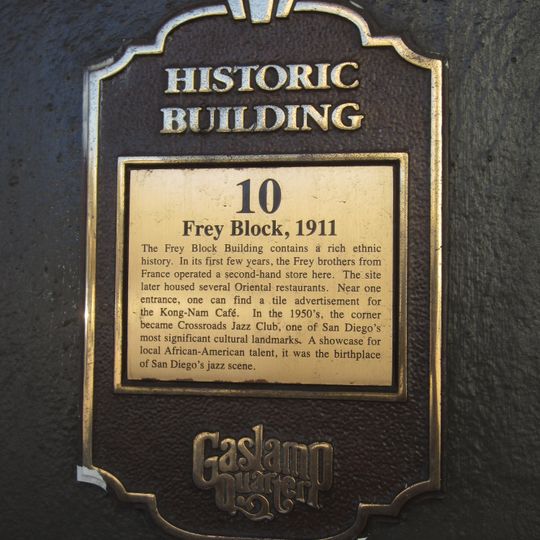 HISTORIC
BUILDING
10
Frey Block, 1911
The Frey Block Building contains a rich ethnic
history. In its first few years, the Frey brothers from
France operated a second-hand store here. The site
later housed several Oriental restaurants. Near one
entrance, one can find a tile advertisement for
the Kong-Nam Café. In the 1950's, the corner
became Crossroads Jazz Club, one of San Diego's
most significant cultural landmarks. A showcase for
local African-American talent, it was the birthplace
of San Diego's jazz scene.
Gaslamp
Quarter